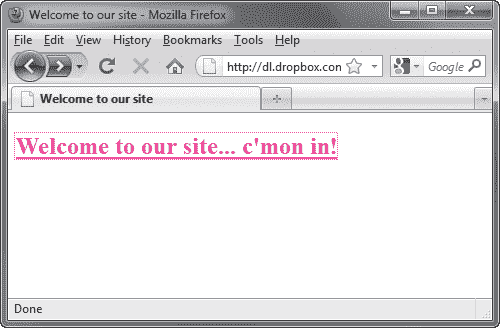 Welcome to our site - Mozilla Firefox
File Edit View History Bookmarks Tools Help
http://dl.dropbox.con Google
Welcome to our site
Welcome to our site... c'mon in!
Done